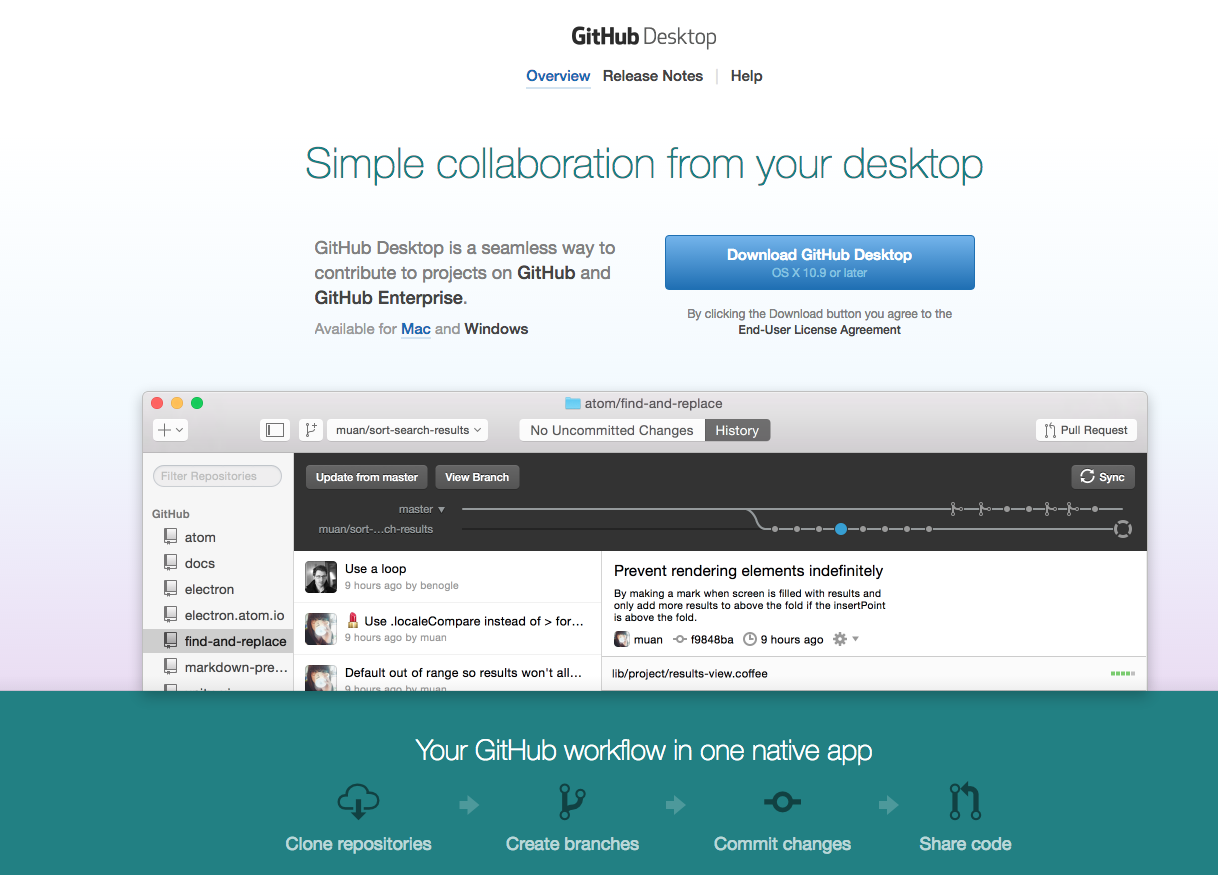 GitHub Desktop
Overview Release Notes Help
Simple collaboration from your desktop
GitHub Desktop is a seamless way to
contribute to projects on GitHub and
GitHub Enterprise.
Available for Mac and Windows
Download GitHub Desktop
OS X 10.9 or later
By clicking the Download button you agree to the
End-User License Agreement
atom/find-and-replace
muan/sort-search-results
No Uncommitted Changes
History
Pull Request
Filter Repositories
GitHub
atom
docs
electron
electron.atom.io
find-and-replace
markdown-pre...
Update from master
View Branch
Sync
master
muan/sort-...ch-results
Use a loop
9 hours ago by benogle
Use .localeCompare instead of > for...
9 hours ago by muan
Default out of range so results won't all...
9 hours ago by muan
Prevent rendering elements indefinitely
By making a mark when screen is filled with results and
only add more results to above the fold if the insertPoint
is above the fold.
muan f9848ba 9 hours ago
lib/project/results-view.coffee
Your GitHub workflow in one native app
Clone repositories
Create branches
Commit changes
Share code